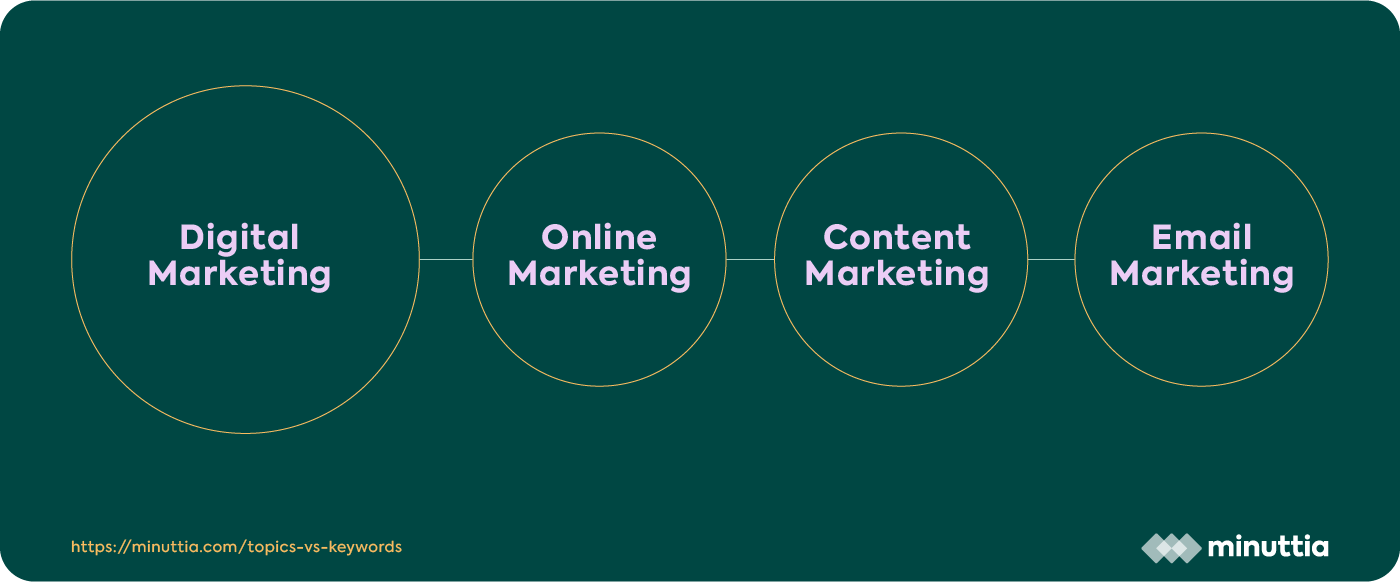 Digital
Marketing
Online
Marketing
Content
Marketing
Email
Marketing
https://minuttia.com/topics-vs-keywords
minuttia